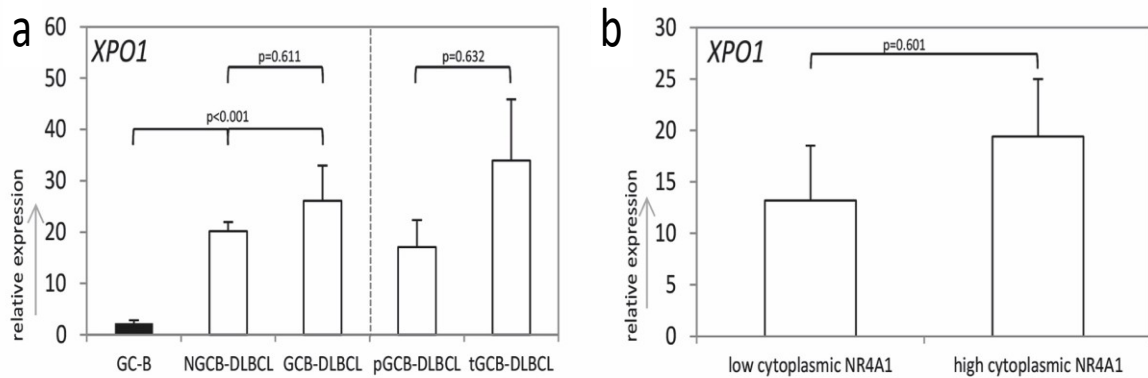 a
XPO1
60
50
40
30
20
10
0
relative expression
p=0.611
p=0.632
p<0.001
GC-B NGCB-DLBCL GCB-DLBCL pGCB-DLBCL tGCB-DLBCL
b
XPO1
30
25
20
15
10
5
0
relative expression
p=0.601
low cytoplasmic NR4A1 high cytoplasmic NR4A1